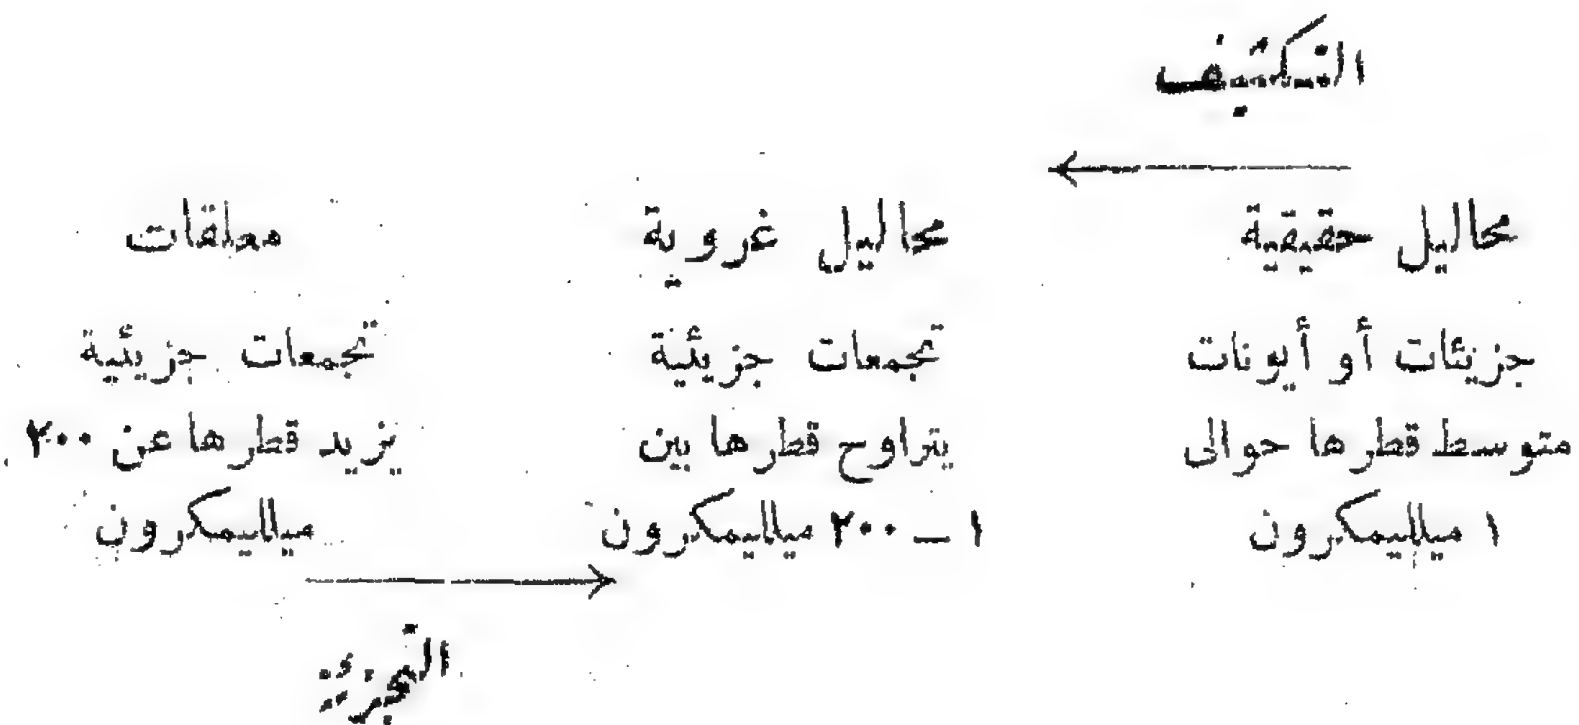 التكثيف
محاليل حقيقية
جزيئات أو أيونات
متوسط قطرها حوالى
١ ميلليمكرون
محاليل غروية
تجمعات جزيئية
يتراوح قطرها بين
١ — ٢٠٠ ميلليمكرون
معلقات
تجمعات جزيئية
يزيد قطرها عن ٢٠٠
ميلليمكرون
التجزئة